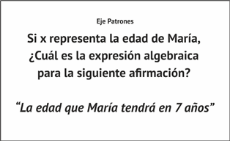 Eje Patrones
Si x representa la edad de María,
¿Cuál es la expresión algebraica
para la siguiente afirmación?
“La edad que María tendrá en 7 años”